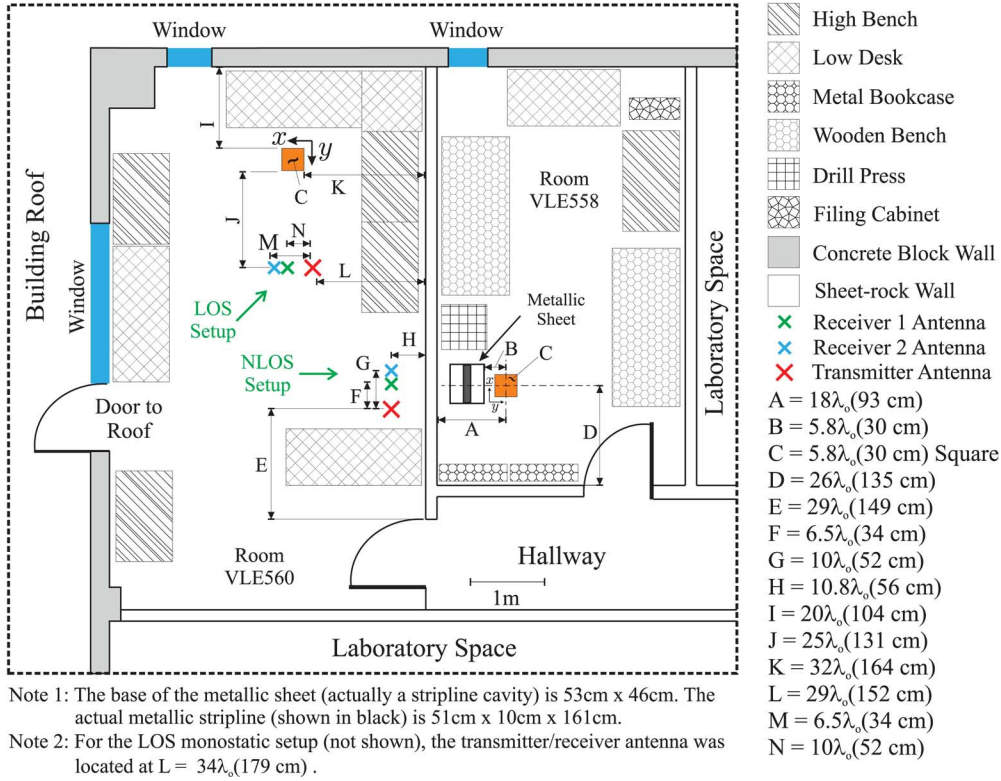 Window
Window
I
x
y
~
C
K
J
N
M
L
LOS
Setup
Room
VLE558
Metallic
Sheet
H
NLOS
Setup
G
F
B
C
~
x
y
A
D
E
Building Roof
Window
Door to
Roof
Room
VLE560
Hallway
1m
Laboratory Space
Laboratory Space
High Bench
Low Desk
Metal Bookcase
Wooden Bench
Drill Press
Filing Cabinet
Concrete Block Wall
Sheet-rock Wall
Receiver 1 Antenna
Receiver 2 Antenna
Transmitter Antenna
A = 18λo(93 cm)
B = 5.8λo(30 cm)
C = 5.8λo(30 cm) Square
D = 26λo(135 cm)
E = 29λo(149 cm)
F = 6.5λo(34 cm)
G = 10λo(52 cm)
H = 10.8λo(56 cm)
I = 20λo(104 cm)
J = 25λo(131 cm)
K = 32λo(164 cm)
L = 29λo(152 cm)
M = 6.5λo(34 cm)
N = 10λo(52 cm)
Note 1: The base of the metallic sheet (actually a stripline cavity) is 53cm x 46cm. The
actual metallic stripline (shown in black) is 51cm x 10cm x 161cm.
Note 2: For the LOS monostatic setup (not shown), the transmitter/receiver antenna was
located at L = 34λo(179 cm) .